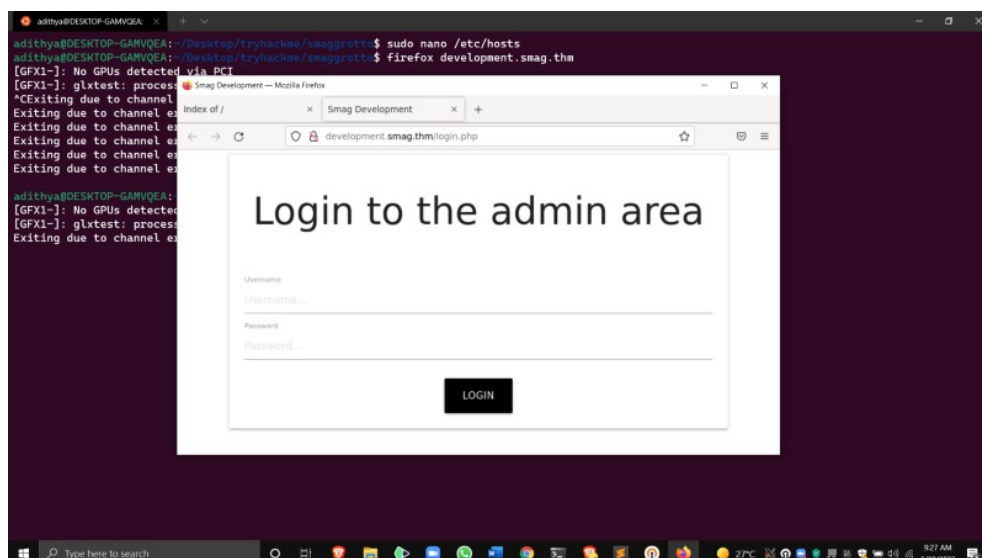 adithya@DESKTOP-GAMVQEA:
adithya@DESKTOP-GAMVQEA:~/Desktop/tryhackme/smaggrotto$ sudo nano /etc/hosts
adithya@DESKTOP-GAMVQEA:~/Desktop/tryhackme/smaggrotto$ firefox development.smag.thm
[GFX1-]: No GPUs detected via PCI
[GFX1-]: glxtest: process
^CExiting due to channel
Exiting due to channel e
Exiting due to channel e
Exiting due to channel e
Exiting due to channel e
Exiting due to channel e
adithya@DESKTOP-GAMVQEA:
[GFX1-]: No GPUs detected
[GFX1-]: glxtest: process
Exiting due to channel e
Smag Development — Mozilla Firefox
Index of /
Smag Development
development.smag.thm/login.php
Login to the admin area
Username
Username...
Password
Password...
LOGIN
Type here to search
27°C
9:27 AM